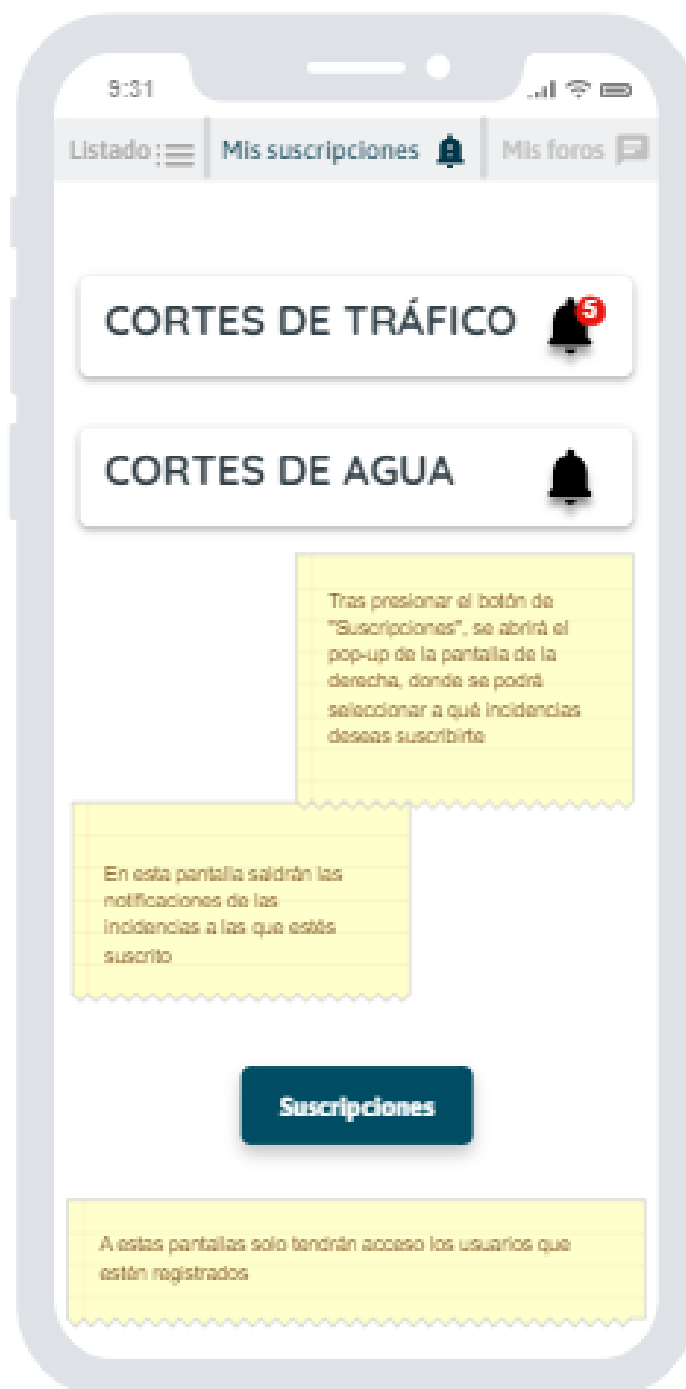 9:31
Listado Mis suscripciones Mis foros
CORTES DE TRÁFICO 5
CORTES DE AGUA
Tras presionar el botón de
"Suscripciones", se abrirá el
pop-up de la pantalla de la
derecha, donde se podrá
seleccionar a qué incidencias
deseas suscribirte
En esta pantalla saldrán las
notificaciones de las
incidencias a las que estés
suscrito
Suscripciones
A estas pantallas solo tendrán acceso los usuarios que
estén registrados